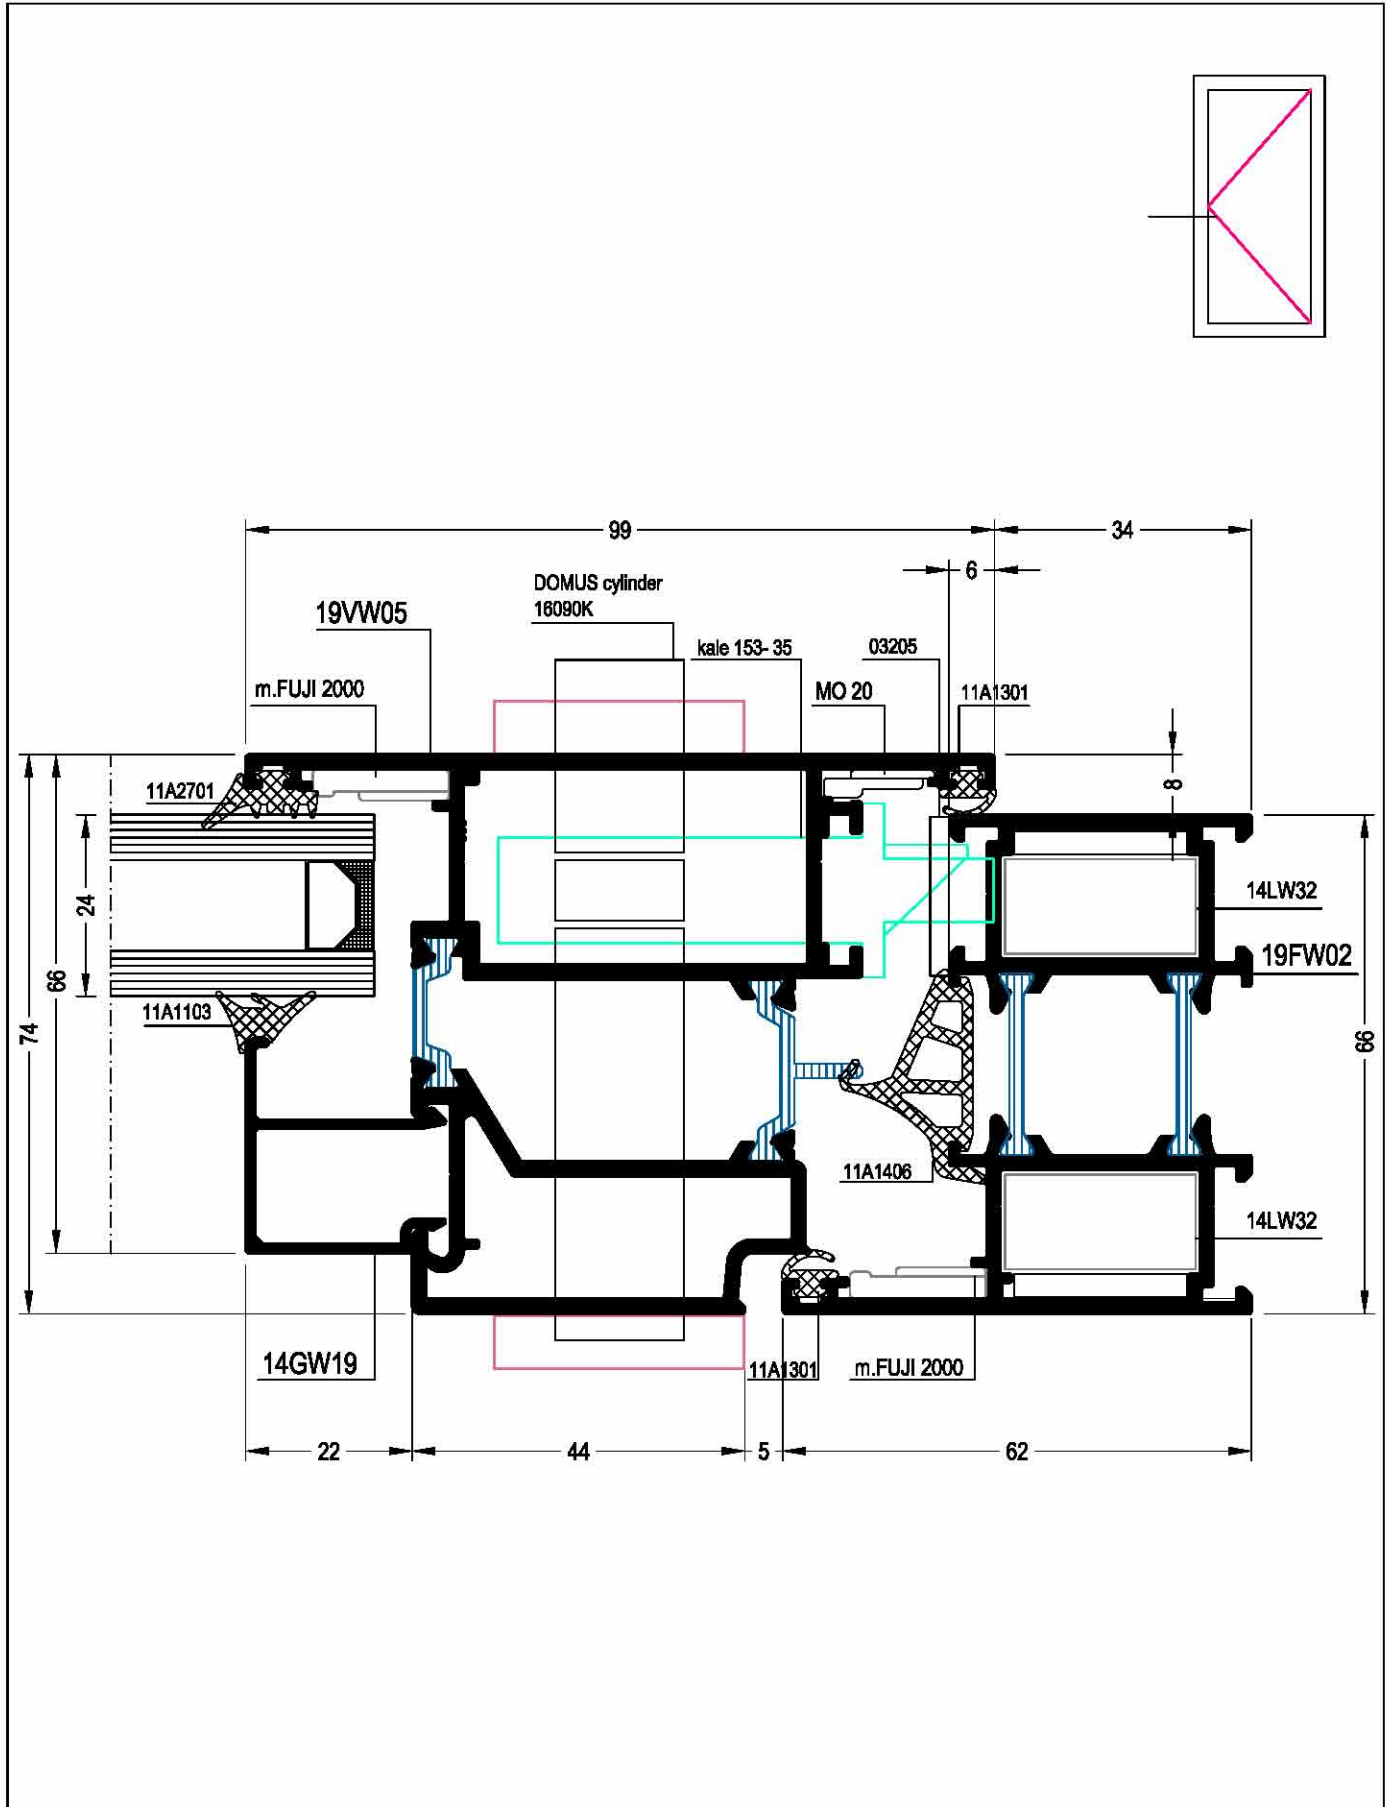 99
34
6
DOMUS cylinder
16090K
19VW05
kale 153- 35
03205
m.FUJI 2000
MO 20
11A1301
8
11A2701
24
14LW32
66
19FW02
11A1103
74
66
11A1406
14LW32
14GW19
11A1301
m.FUJI 2000
22
44
5
62